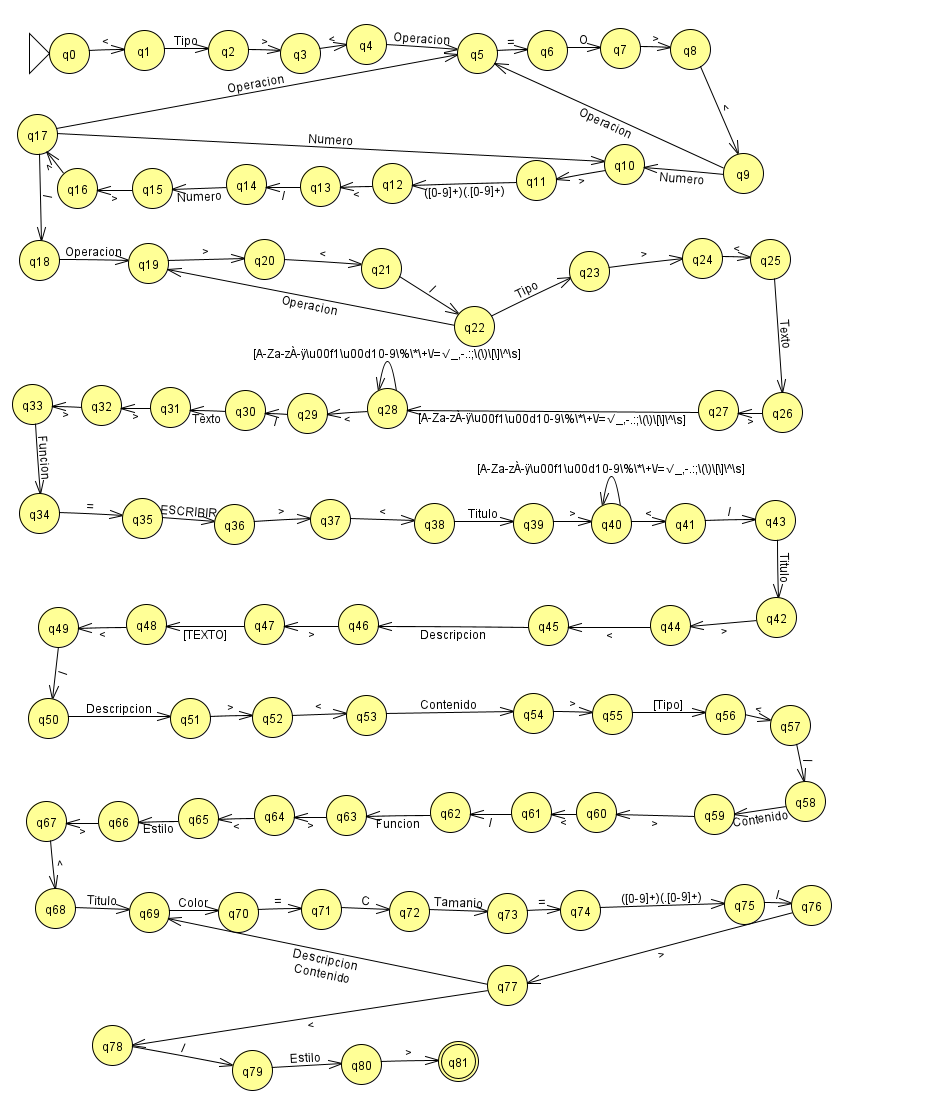 < Tipo > < Operacion = O >
q0 q1 q2 q3 q4 q5 q6 q7 q8
Operacion <
Operacion
q17 Numero
q10 q9
< > Numero
q16 q15 q14 q13 q12 q11
> Numero / < ([0-9]+)(.[0-9]+)
/
Operacion > < < 
q18 q19 q20 q21 q23 q24 q25
> /
Operacion Tipo
q22 Texto
[A-Za-zÀ-ÿ\u00f1\u00d10-9\%\*\+\/=√_,-.:;\(\)\[\]\^\s]
q33 q32 q31 q30 q29 q28 q27 q26
> > Texto / < [A-Za-zÀ-ÿ\u00f1\u00d10-9\%\*\+\/=√_,-.:;\(\)\[\]\^\s] >
Funcion
[A-Za-zÀ-ÿ\u00f1\u00d10-9\%\*\+\/=√_,-.:;\(\)\[\]\^\s]
= ESCRIBIR > < Titulo > < /
q34 q35 q36 q37 q38 q39 q40 q41 q43
Titulo
q49 q48 q47 q46 q45 q44 q42
< [TEXTO] > Descripcion < >
/
Descripcion > < Contenido > [Tipo] <
q50 q51 q52 q53 q54 q55 q56 q57
/
q67 q66 q65 q64 q63 q62 q61 q60 q59 q58
> Estilo < > Funcion / < > Contenido
<
Titulo Color = C Tamanio = ([0-9]+)(.[0-9]+) /
q68 q69 q70 q71 q72 q73 q74 q75 q76
Descripcion >
Contenido
q77
<
q78 / Estilo >
q79 q80 q81